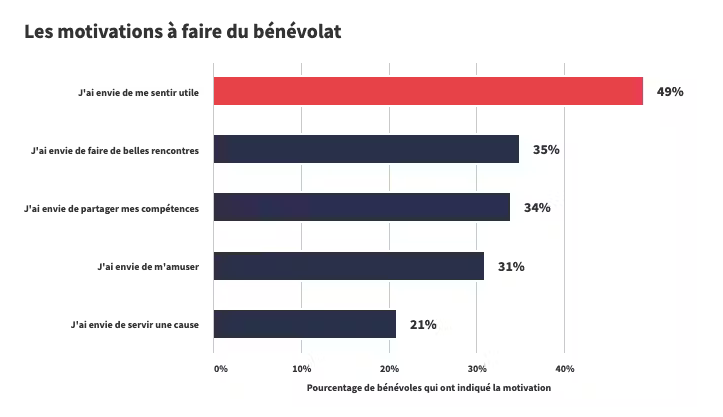 Les motivations à faire du bénévolat
J'ai envie de me sentir utile
49%
J'ai envie de faire de belles rencontres
35%
J'ai envie de partager mes compétences
34%
J'ai envie de m'amuser
31%
J'ai envie de servir une cause
21%
0% 10% 20% 30% 40%
Pourcentage de bénévoles qui ont indiqué la motivation